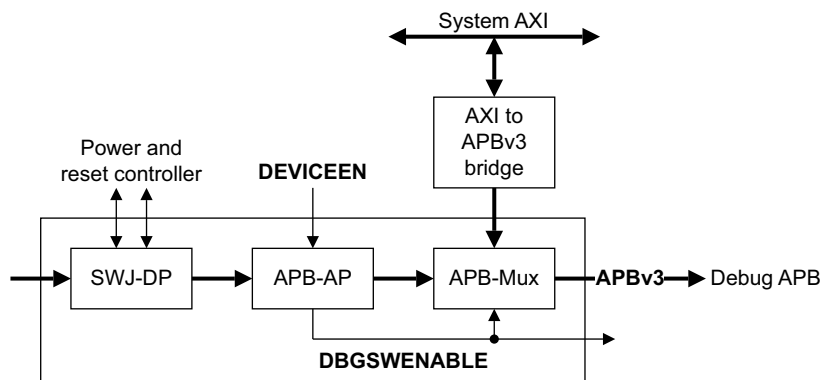 System AXI
AXI to
APBv3
bridge
Power and
reset controller
DEVICEEN
SWJ-DP
APB-AP
APB-Mux
APBv3
Debug APB
DBGSWENABLE